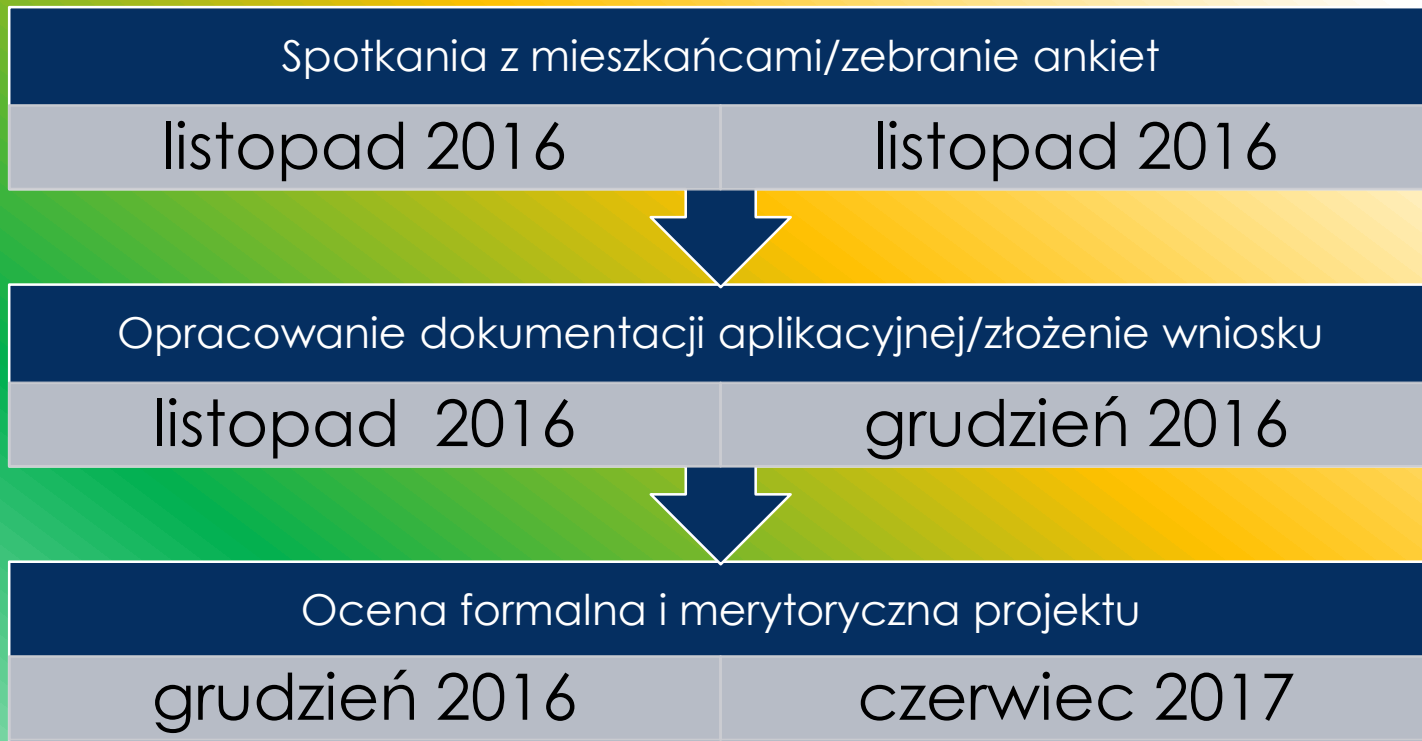 Spotkania z mieszkańcami/zebranie ankiet
listopad 2016 listopad 2016
Opracowanie dokumentacji aplikacyjnej/złożenie wniosku
listopad 2016 grudzień 2016
Ocena formalna i merytoryczna projektu
grudzień 2016 czerwiec 2017